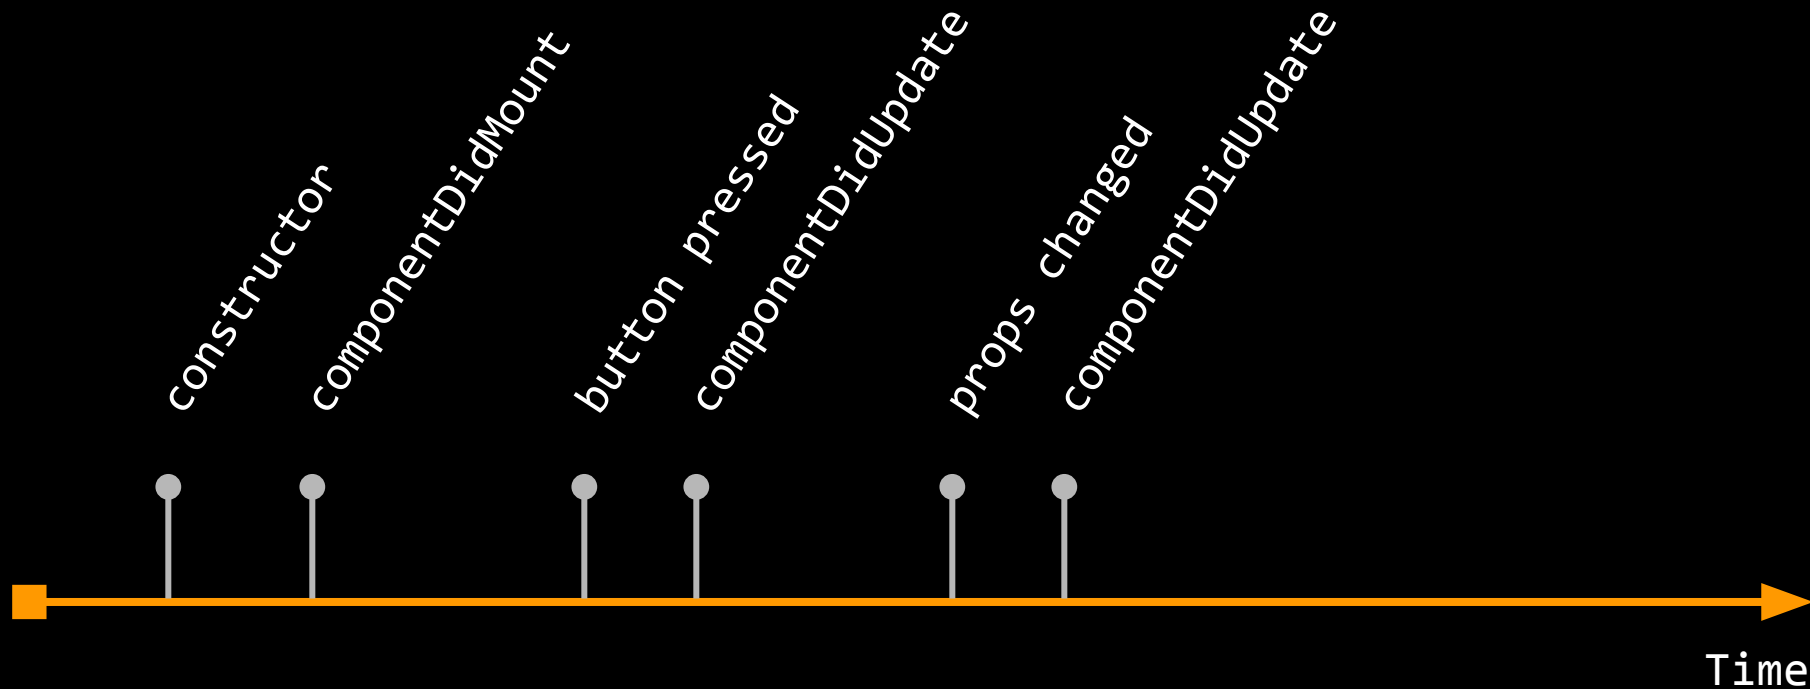 constructor
componentDidMount
button pressed
componentDidUpdate
props changed
componentDidUpdate
Time